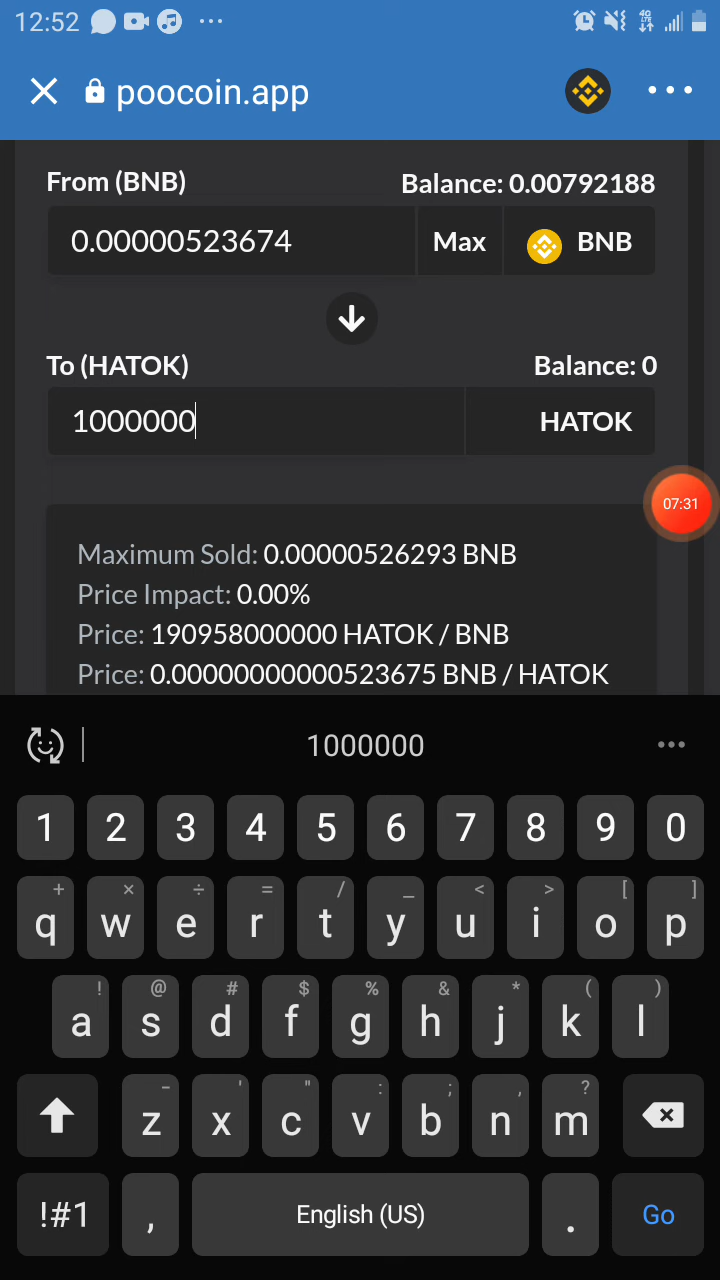 12:52 4G LTE
poocoin.app
From (BNB) Balance: 0.00792188
0.00000523674 Max BNB
To (HATOK) Balance: 0
1000000 HATOK
07:31
Maximum Sold: 0.00000526293 BNB
Price Impact: 0.00%
Price: 190958000000 HATOK / BNB
Price: 0.00000000000523675 BNB / HATOK
1000000
1 2 3 4 5 6 7 8 9 0
+ × ÷ = / _ < > [ ]
q w e r t y u i o p
! @ # $ % & * ( )
a s d f g h j k l
- ' " : ; , ?
z x c v b n m
!#1 , English (US) . Go